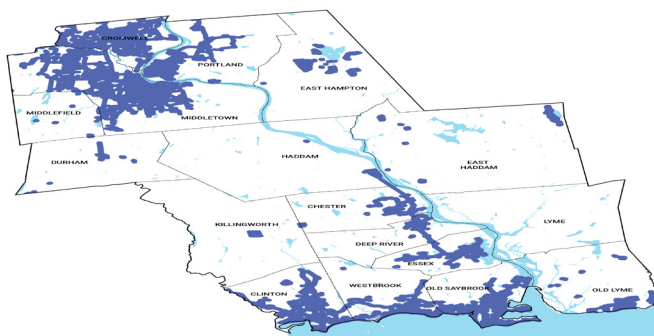 CROMWELL
PORTLAND
EAST HAMPTON
MIDDLEFIELD
MIDDLETOWN
DURHAM
HADDAM
EAST
HADDAM
CHESTER
LYME
KILLINGWORTH
DEEP RIVER
ESSEX
WESTBROOK
CLINTON
OLD SAYBROOK
OLD LYME